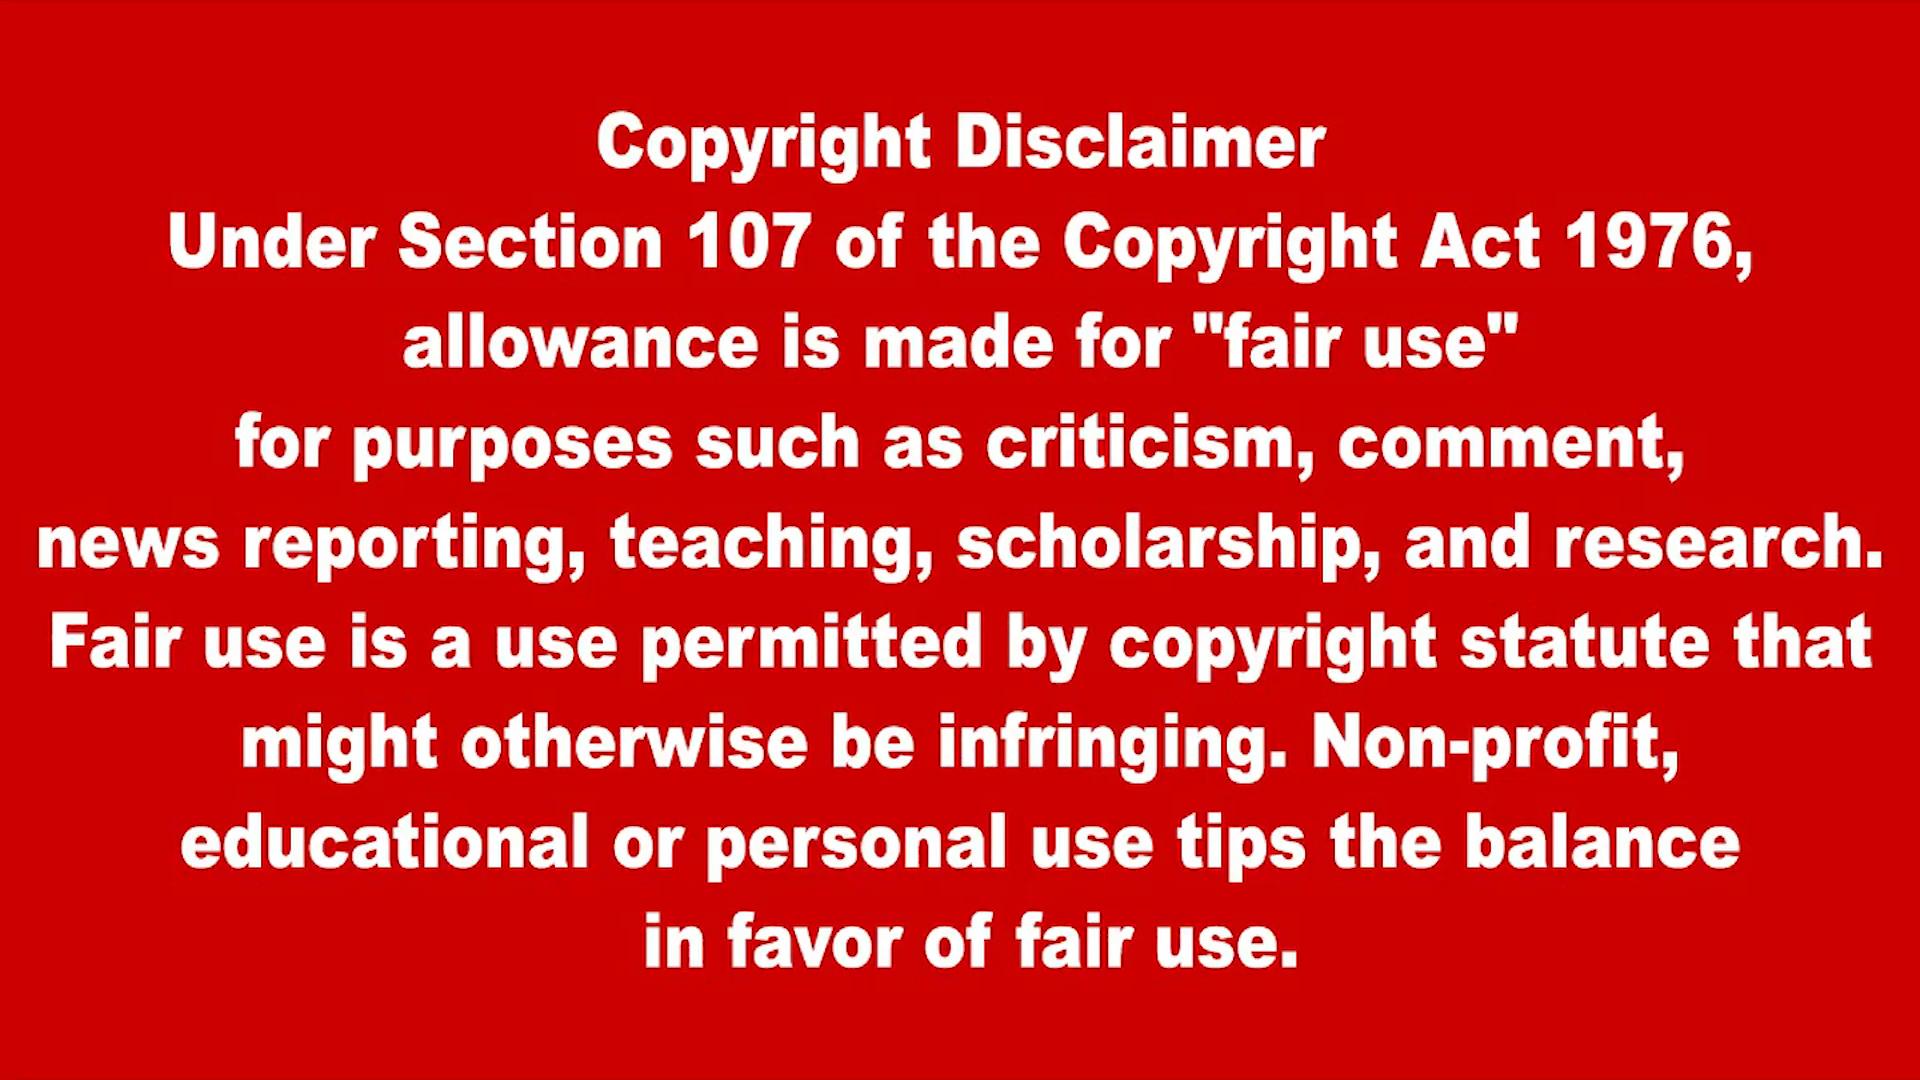 Copyright Disclaimer
Under Section 107 of the Copyright Act 1976,
allowance is made for "fair use"
for purposes such as criticism, comment,
news reporting, teaching, scholarship, and research.
Fair use is a use permitted by copyright statute that
might otherwise be infringing. Non-profit,
educational or personal use tips the balance
in favor of fair use.